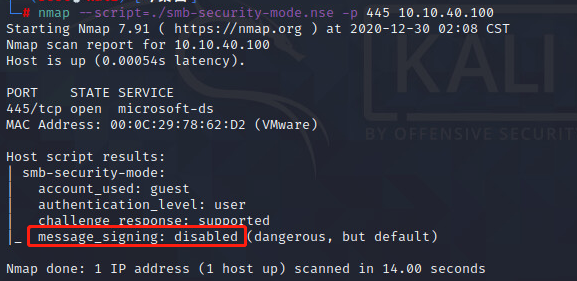 # nmap --script=./smb-security-mode.nse -p 445 10.10.40.100
Starting Nmap 7.91 ( https://nmap.org ) at 2020-12-30 02:08 CST
Nmap scan report for 10.10.40.100
Host is up (0.00054s latency).
PORT    STATE SERVICE
445/tcp open  microsoft-ds
MAC Address: 00:0C:29:78:62:D2 (VMware)
KALI
BY OFFENSIVE SECURIT
Host script results:
| smb-security-mode:
|   account_used: guest
|   authentication_level: user
|   challenge_response: supported
|_  message_signing: disabled (dangerous, but default)
Nmap done: 1 IP address (1 host up) scanned in 14.00 seconds